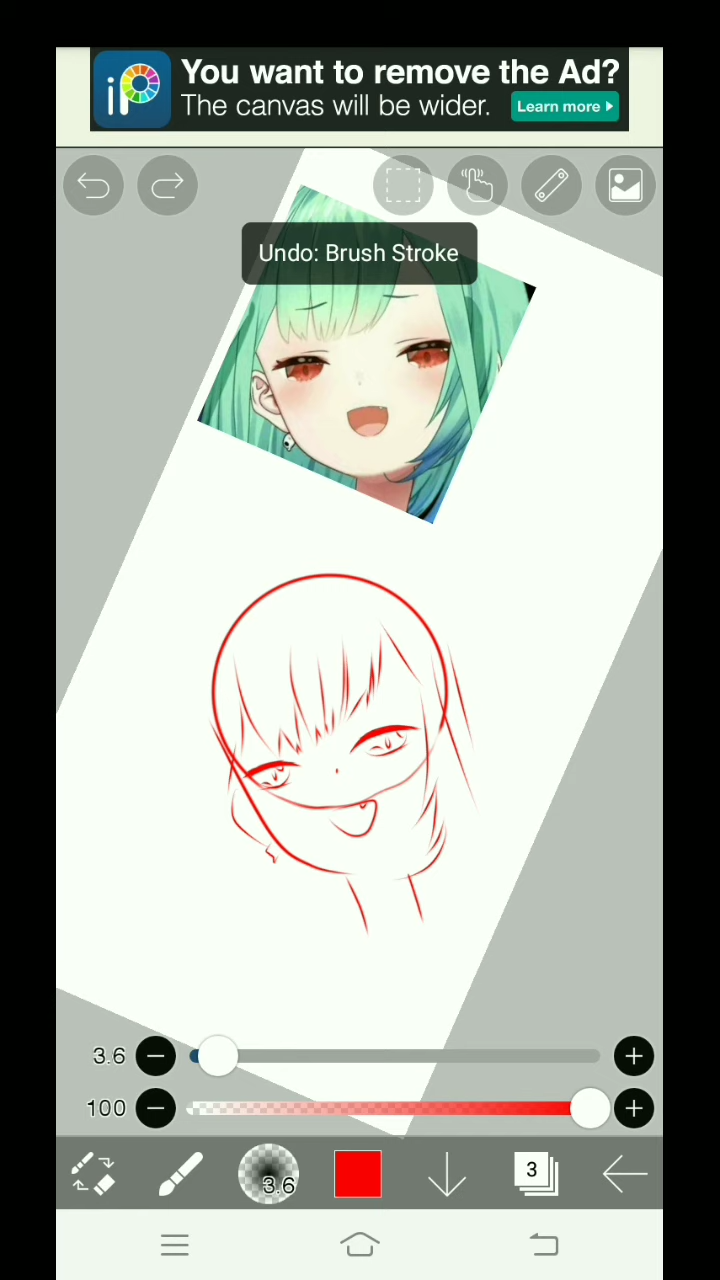 iP
You want to remove the Ad?
The canvas will be wider.
Learn more
Undo: Brush Stroke
3.6
100
3.6
3